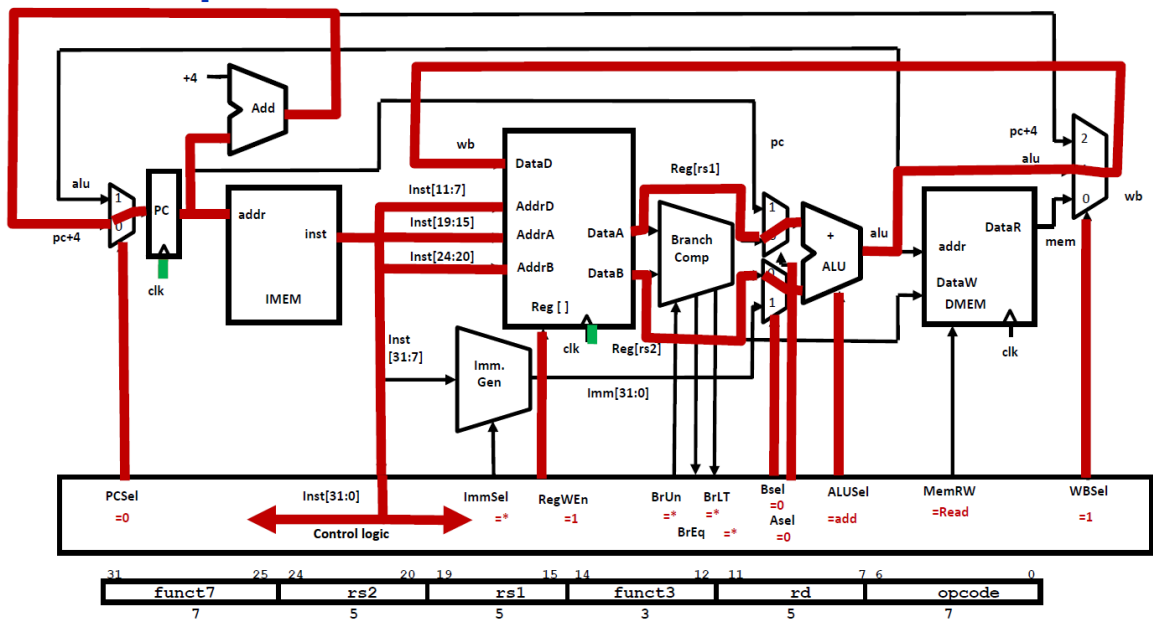 +4
Add
pc
pc+4
2
wb
DataD
Reg[rs1]
alu
alu
1
PC
Inst[11:7]
AddrD
1
0
wb
0
addr
Inst[19:15]
AddrA
DataA
Branch
Comp
+
alu
DataR
mem
pc+4
inst
Inst[24:20]
AddrB
DataB
ALU
addr
clk
IMEM
Reg [ ]
1
DataW
DMEM
clk
Reg[rs2]
clk
Inst
[31:7]
Imm.
Gen
Imm[31:0]
PCSel
Inst[31:0]
ImmSel
RegWEn
BrUn
BrLT
Bsel
ALUSel
MemRW
WBSel
=0
=*
=1
=*
=*
=0
=add
=Read
=1
Control logic
BrEq
=*
Asel
=0
31
25
24
20
19
15
14
12
11
7
6
0
funct7
rs2
rs1
funct3
rd
opcode
7
5
5
3
5
7